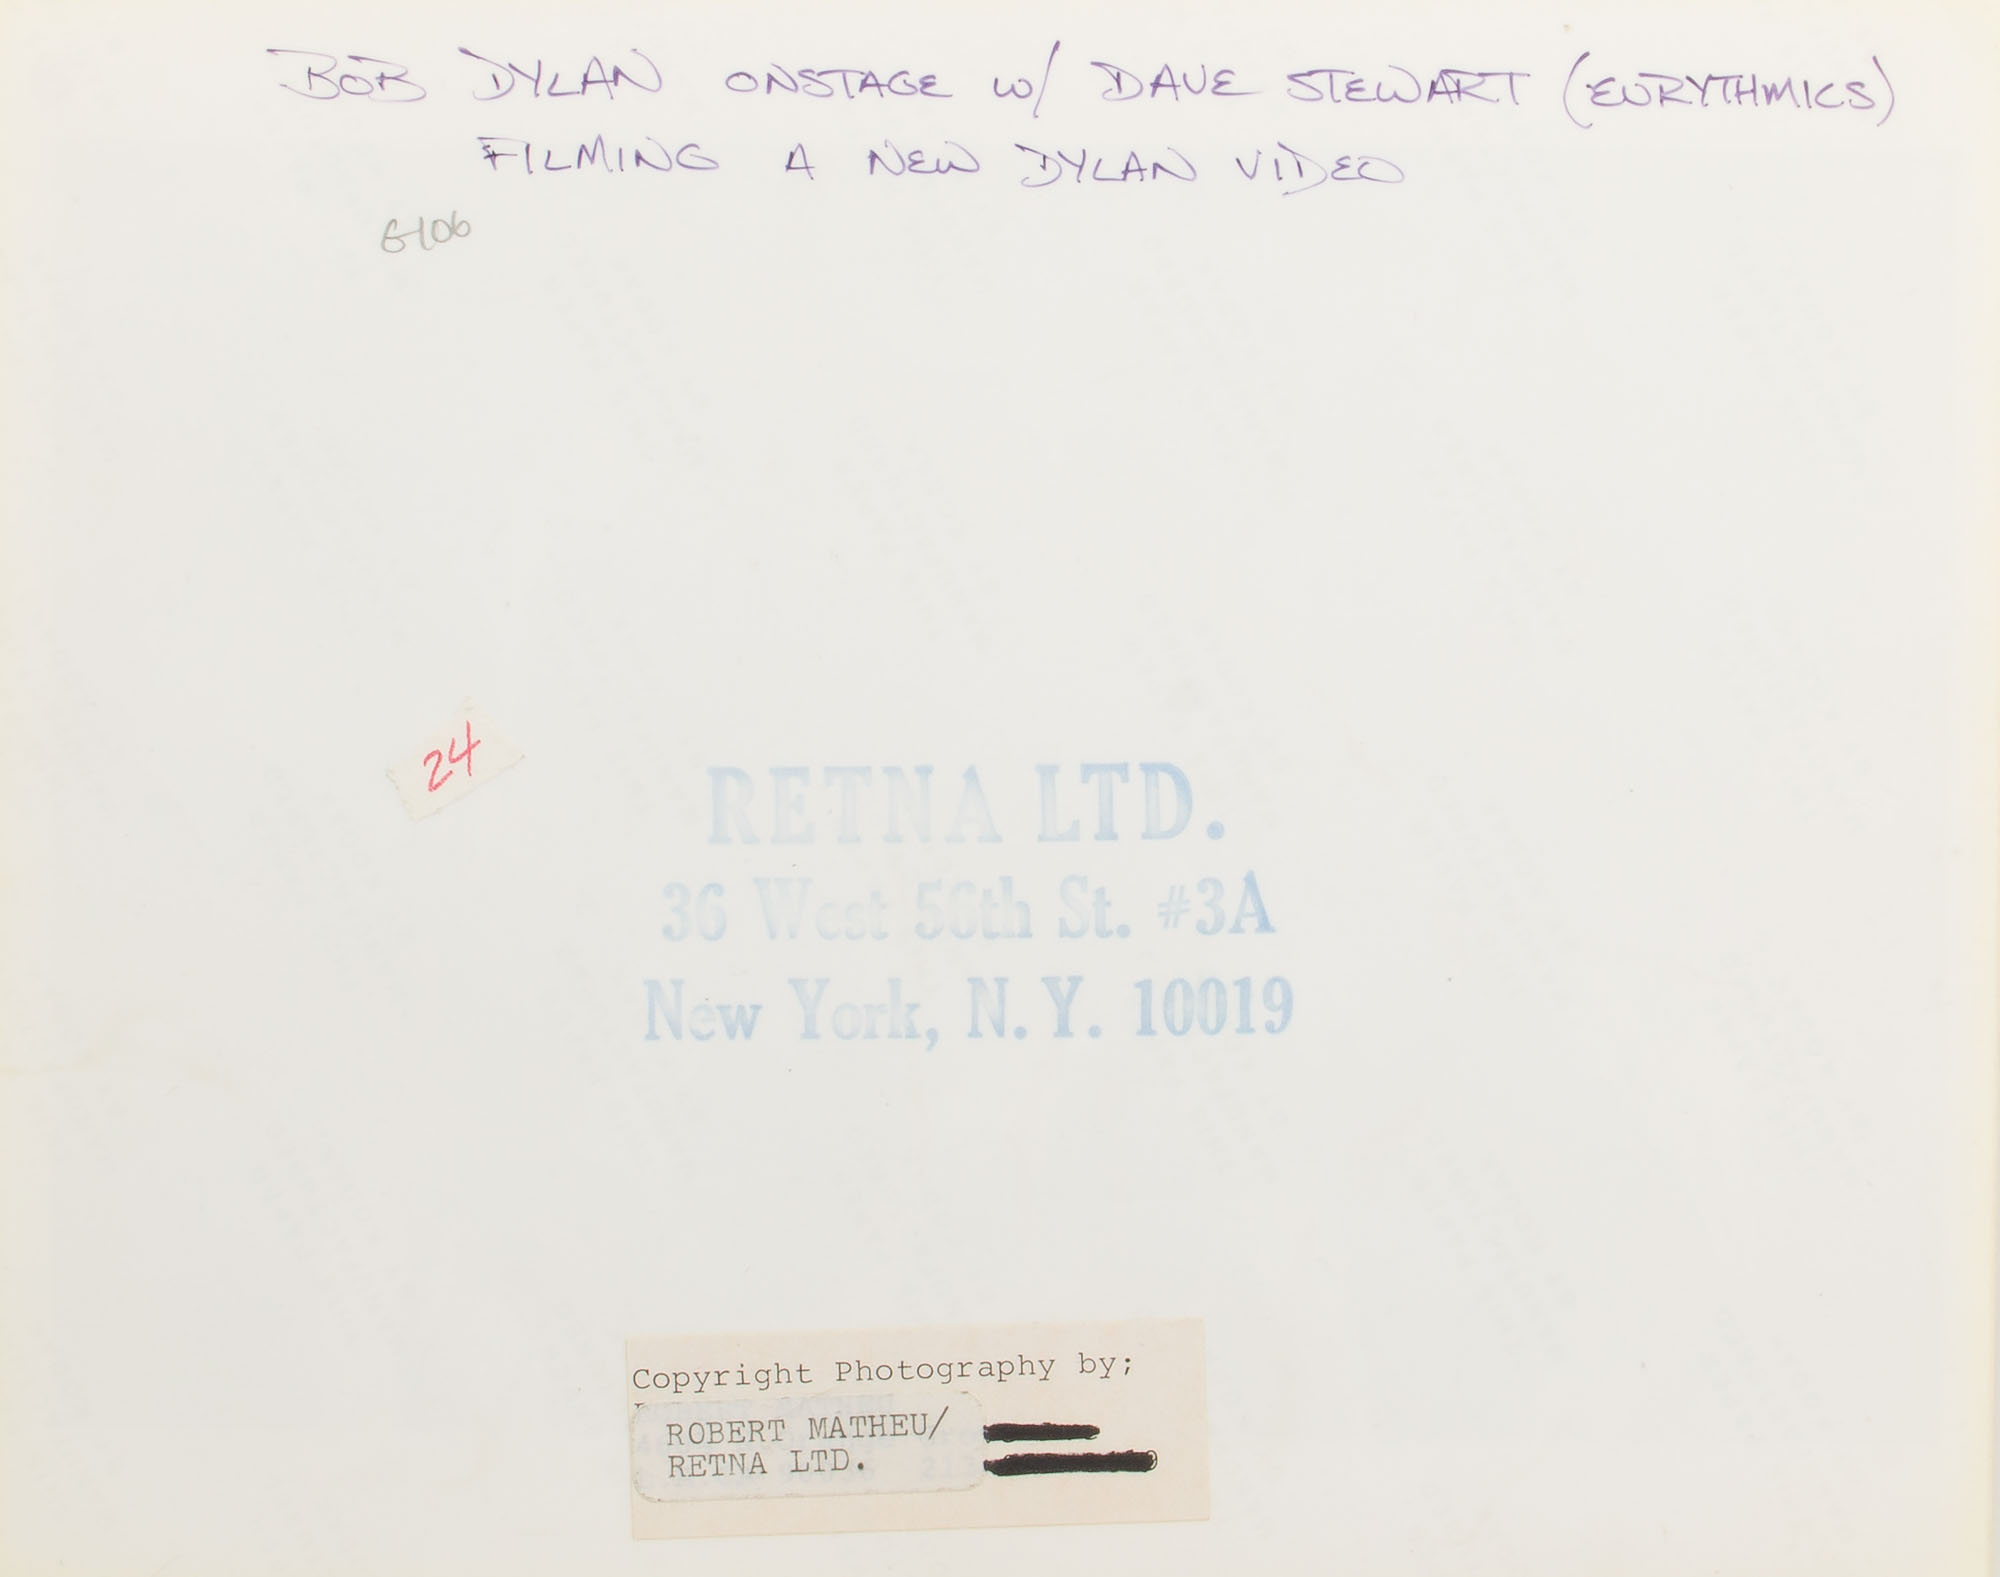 BOB DYLAN ONSTAGE w/ DAVE STEWART (EURYTHMICS)
FILMING A NEW DYLAN VIDEO
G106
24
RETNA LTD.
36 West 56th St. #3A
New York, N.Y. 10019
Copyright Photography by;
ROBERT MATHEU/
RETNA LTD.